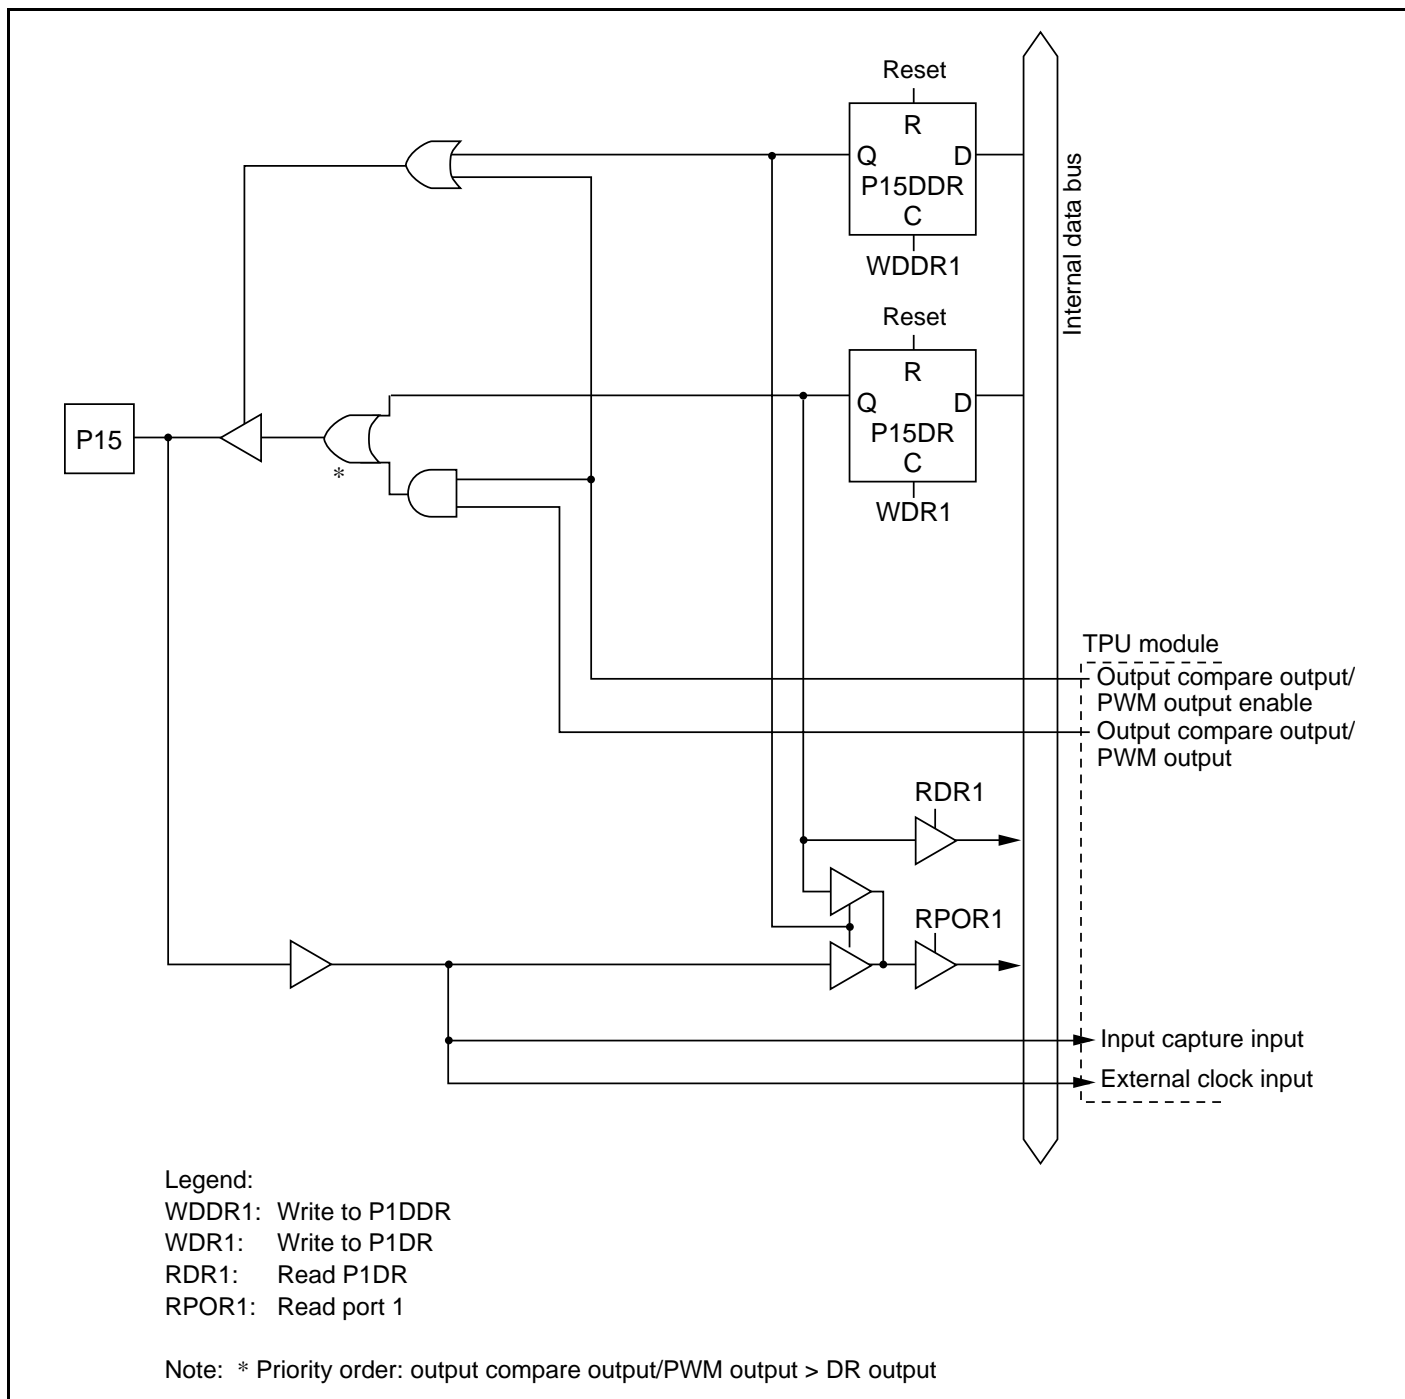 Reset
R
Q D
P15DDR
C
WDDR1
Internal data bus
Reset
R
Q D
P15DR
C
WDR1
P15
*
TPU module
Output compare output/
PWM output enable
Output compare output/
PWM output
RDR1
RPOR1
Input capture input
External clock input
Legend:
WDDR1: Write to P1DDR
WDR1: Write to P1DR
RDR1: Read P1DR
RPOR1: Read port 1
Note: * Priority order: output compare output/PWM output > DR output